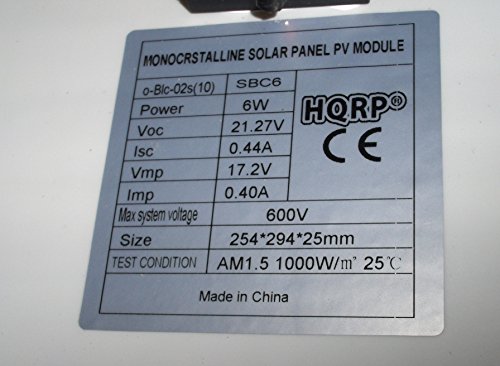 MONOCRSTALLINE SOLAR PANEL PV MODULE
o-Blc-02s(10) SBC6
Power 6W
HQRP®
Voc 21.27V
CE
Isc 0.44A
Vmp 17.2V
Imp 0.40A
Max system voltage 600V
Size 254*294*25mm
TEST CONDITION AM1.5 1000W/㎡ 25℃
Made in China